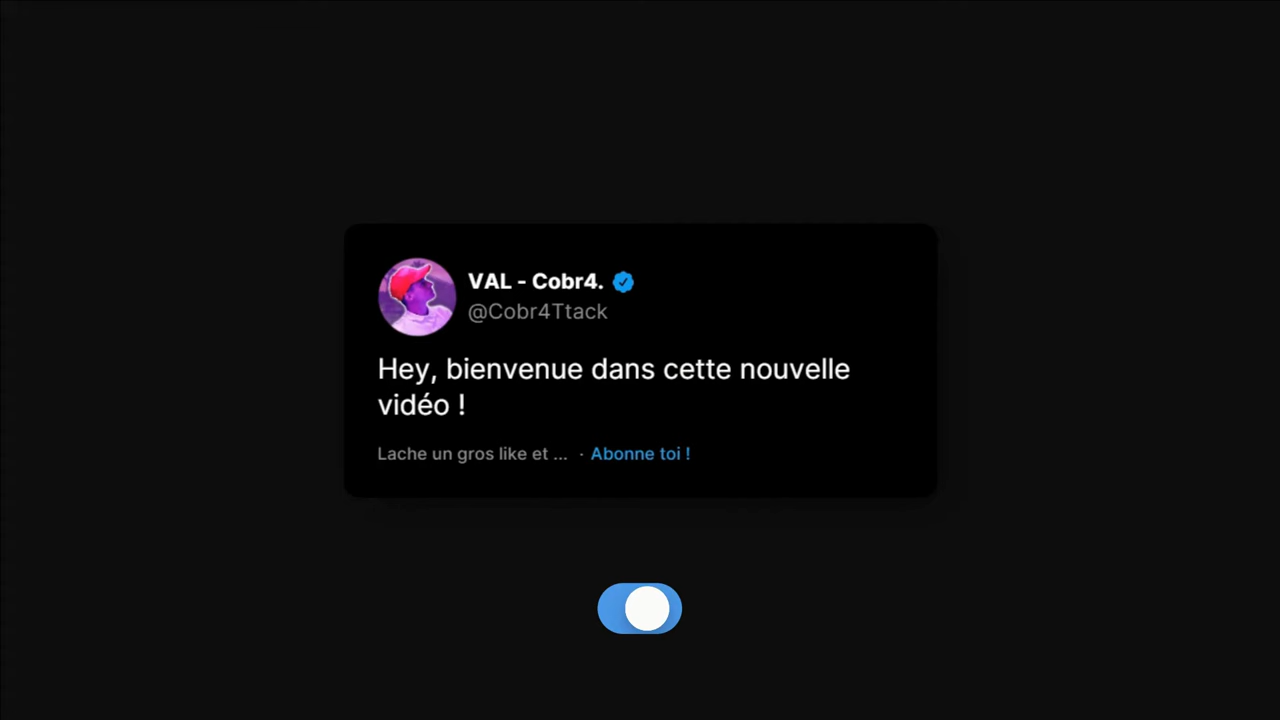 VAL - Cobr4.
@Cobr4Ttack
Hey, bienvenue dans cette nouvelle
vidéo !
Lache un gros like et ... · Abonne toi !